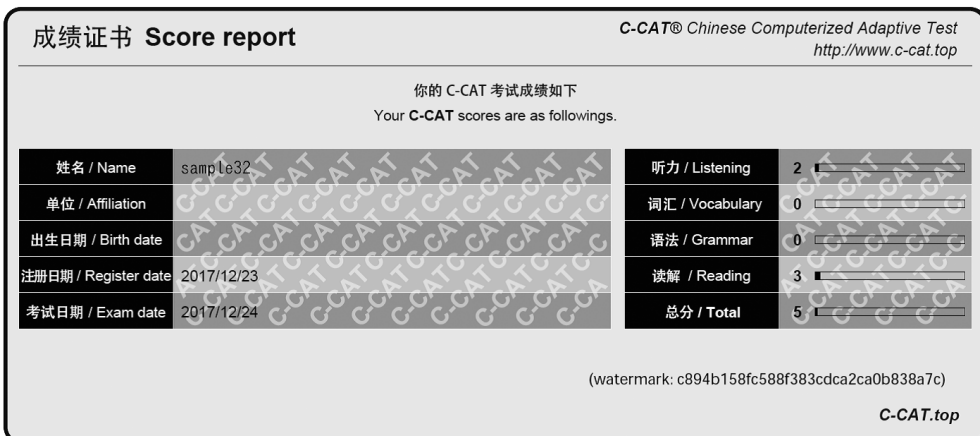 成绩证书 Score report
C-CAT® Chinese Computerized Adaptive Test
http://www.c-cat.top
你的 C-CAT 考试成绩如下
Your C-CAT scores are as followings.
姓名 / Name sample32
单位 / Affiliation
出生日期 / Birth date
注册日期 / Register date 2017/12/23
考试日期 / Exam date 2017/12/24
听力 / Listening 2
词汇 / Vocabulary 0
语法 / Grammar 0
读解 / Reading 3
总分 / Total 5
(watermark: c894b158fc588f383cdca2ca0b838a7c)
C-CAT.top